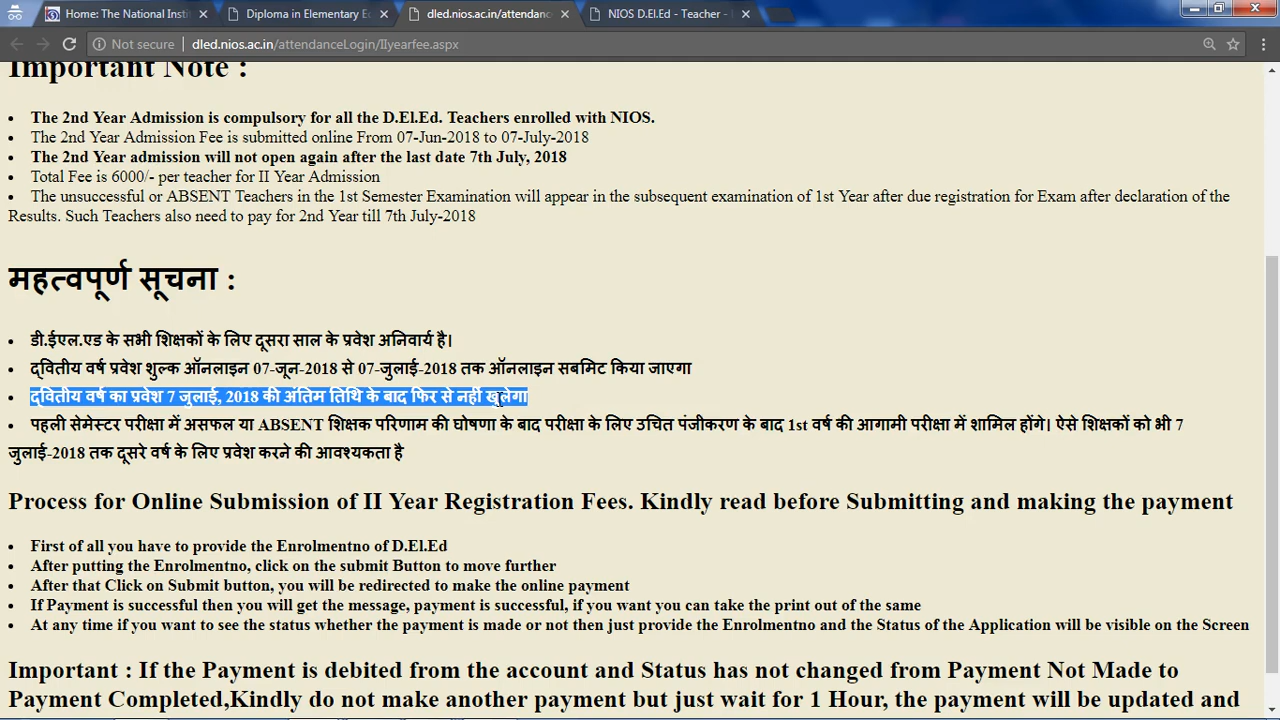 Home: The National Insti
Diploma in Elementary Ed
dled.nios.ac.in/attendanc
NIOS D.El.Ed - Teacher -
Not secure | dled.nios.ac.in/attendanceLogin/IIyearfee.aspx
Important Note :
• The 2nd Year Admission is compulsory for all the D.El.Ed. Teachers enrolled with NIOS.
• The 2nd Year Admission Fee is submitted online From 07-Jun-2018 to 07-July-2018
• The 2nd Year admission will not open again after the last date 7th July, 2018
• Total Fee is 6000/- per teacher for II Year Admission
• The unsuccessful or ABSENT Teachers in the 1st Semester Examination will appear in the subsequent examination of 1st Year after due registration for Exam after declaration of the
Results. Such Teachers also need to pay for 2nd Year till 7th July-2018
महत्वपूर्ण सूचना :
• डी.ईएल.एड के सभी शिक्षकों के लिए दूसरा साल के प्रवेश अनिवार्य है।
• द्वितीय वर्ष प्रवेश शुल्क ऑनलाइन 07-जून-2018 से 07-जुलाई-2018 तक ऑनलाइन सबमिट किया जाएगा
• द्वितीय वर्ष का प्रवेश 7 जुलाई, 2018 की अंतिम तिथि के बाद फिर से नहीं खुलेगा
• पहली सेमेस्टर परीक्षा में असफल या ABSENT शिक्षक परिणाम की घोषणा के बाद परीक्षा के लिए उचित पंजीकरण के बाद 1st वर्ष की आगामी परीक्षा में शामिल होंगे। ऐसे शिक्षकों को भी 7
जुलाई-2018 तक दूसरे वर्ष के लिए प्रवेश करने की आवश्यकता है
Process for Online Submission of II Year Registration Fees. Kindly read before Submitting and making the payment
• First of all you have to provide the Enrolmentno of D.El.Ed
• After putting the Enrolmentno, click on the submit Button to move further
• After that Click on Submit button, you will be redirected to make the online payment
• If Payment is successful then you will get the message, payment is successful, if you want you can take the print out of the same
• At any time if you want to see the status whether the payment is made or not then just provide the Enrolmentno and the Status of the Application will be visible on the Screen
Important : If the Payment is debited from the account and Status has not changed from Payment Not Made to
Payment Completed,Kindly do not make another payment but just wait for 1 Hour, the payment will be updated and